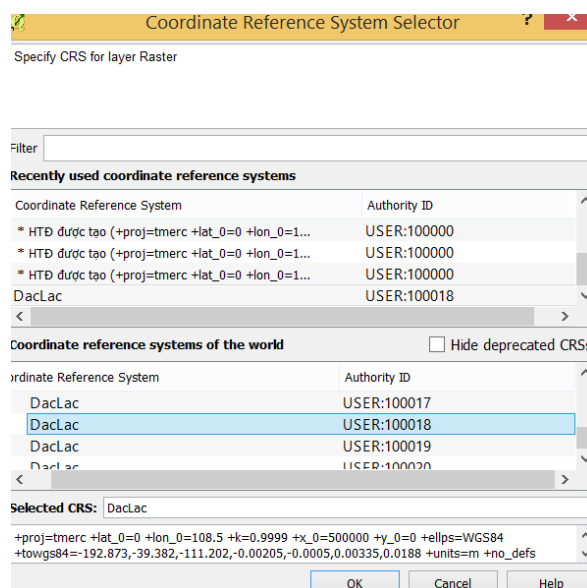 Coordinate Reference System Selector ? x
Specify CRS for layer Raster
Filter
Recently used coordinate reference systems
Coordinate Reference System Authority ID
* HTĐ được tạo (+proj=tmerc +lat_0=0 +lon_0=1... USER:100000
* HTĐ được tạo (+proj=tmerc +lat_0=0 +lon_0=1... USER:100000
* HTĐ được tạo (+proj=tmerc +lat_0=0 +lon_0=1... USER:100000
DacLac USER:100018
Coordinate reference systems of the world Hide deprecated CRSs
ordinate Reference System Authority ID
DacLac USER:100017
DacLac USER:100018
DacLac USER:100019
DacLac USER:100020
Selected CRS: DacLac
+proj=tmerc +lat_0=0 +lon_0=108.5 +k=0.9999 +x_0=500000 +y_0=0 +ellps=WGS84
+towgs84=-192.873,-39.382,-111.202,-0.00205,-0.0005,0.00335,0.0188 +units=m +no_defs
OK Cancel Help